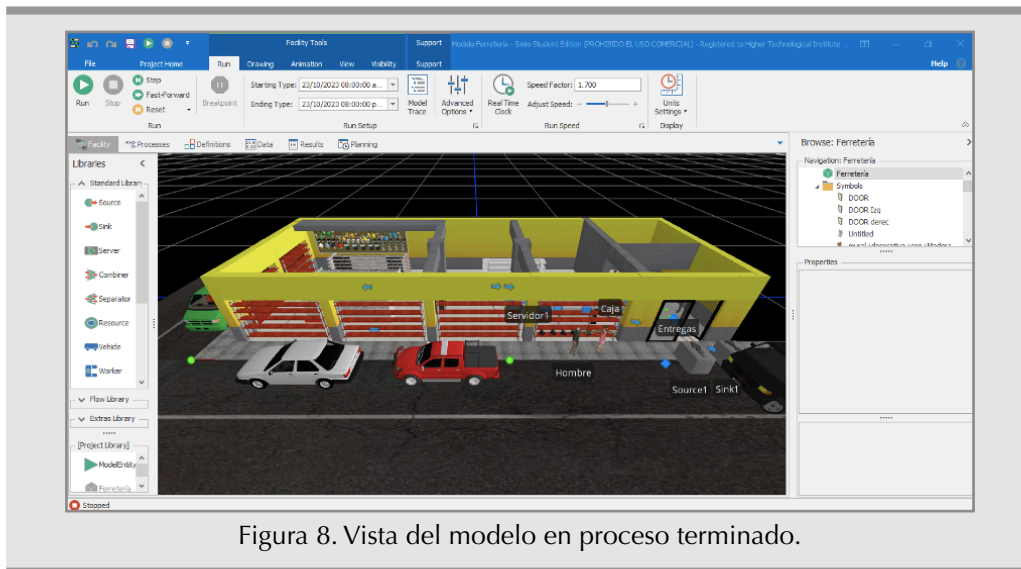 Facility Tools
Support
Modelo Ferretería - Simio Student Edition (PROHIBIDO EL USO COMERCIAL) - Registered to Higher Technological Institute ...
File
Project Home
Run
Drawing
Animation
View
Visibility
Support
Help
Run
Stop
Step
Fast-Forward
Reset
Breakpoint
Starting Type: 23/10/2023 08:00:00 a...
Ending Type: 23/10/2023 08:00:00 p...
Model Trace
Advanced Options
Real Time Clock
Speed Factor: 1.700
Adjust Speed:
Units Settings
Run
Run Setup
Run Speed
Display
Facility
Processes
Definitions
Data
Results
Planning
Libraries
Standard Library
Source
Sink
Server
Combiner
Separator
Resource
Vehicle
Worker
Flow Library
Extras Library
[Project Library]
ModelEntity
Ferretería
Servidor1
Caja
Entregas
Hombre
Source1
Sink1
Browse: Ferretería
Navigation: Ferretería
Ferretería
Symbols
DOOR
DOOR Izq
DOOR derec
Untitled
Properties
Stopped
Figura 8. Vista del modelo en proceso terminado.